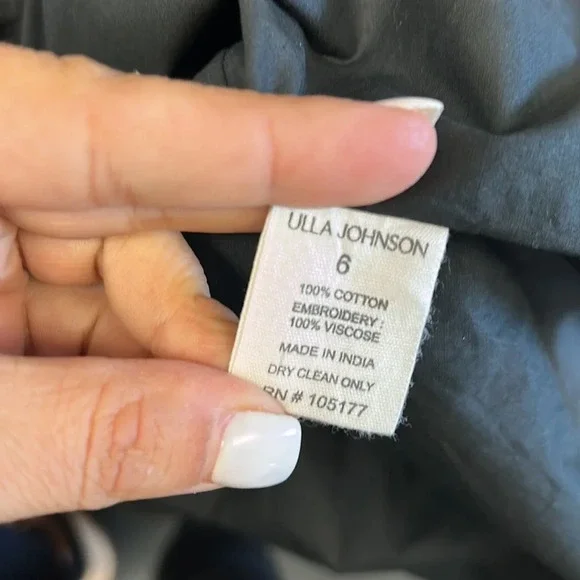 ULLA JOHNSON
6
100% COTTON
EMBROIDERY :
100% VISCOSE
MADE IN INDIA
DRY CLEAN ONLY
RN # 105177